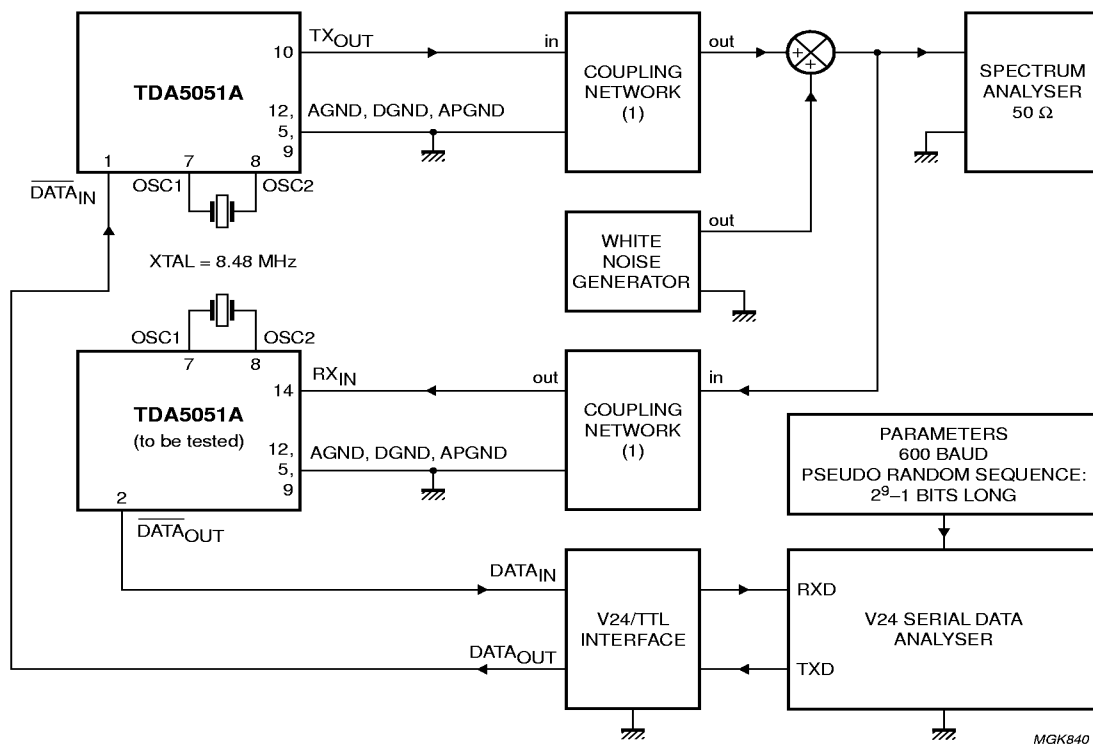 10
TX_OUT
in
out
+
+
TDA5051A
COUPLING
NETWORK
(1)
SPECTRUM
ANALYSER
50 Ω
12,
5,
9
AGND, DGND, APGND
1
7
8
DATA_IN
OSC1
OSC2
out
WHITE
NOISE
GENERATOR
XTAL = 8.48 MHz
OSC1
OSC2
7
8
RX_IN
out
in
14
TDA5051A
(to be tested)
COUPLING
NETWORK
(1)
12,
5,
9
AGND, DGND, APGND
PARAMETERS
600 BAUD
PSEUDO RANDOM SEQUENCE:
2⁹–1 BITS LONG
2
DATA_OUT
DATA_IN
RXD
V24/TTL
INTERFACE
V24 SERIAL DATA
ANALYSER
DATA_OUT
TXD
MGK840